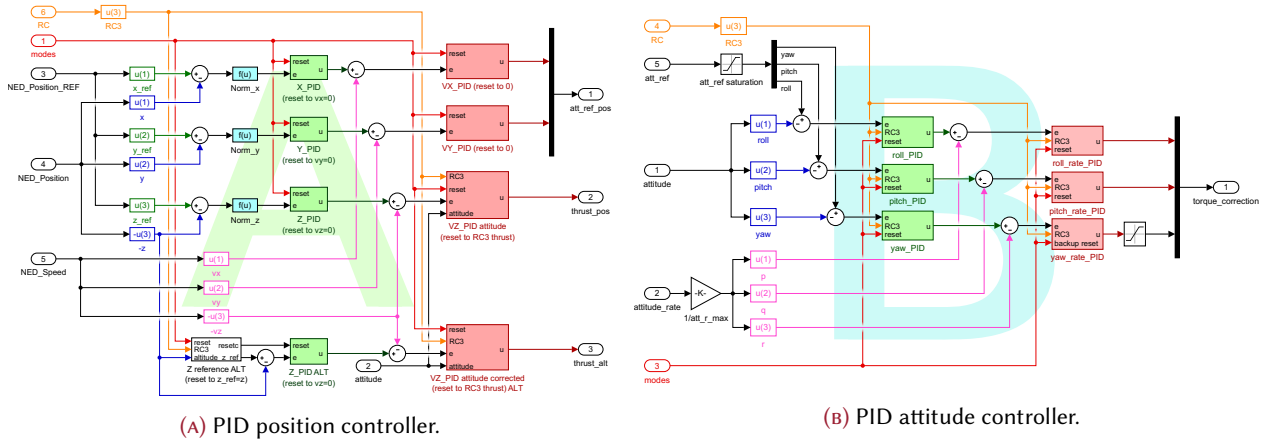 6
RC
u(3)
RC3
1
modes
3
NED_Position_REF
u(1)
x_ref
u(1)
x
+
-
f(u)
Norm_x
reset
e
u
X_PID
(reset to vx=0)
+
-
reset
e
u
VX_PID (reset to 0)
u(2)
y_ref
4
NED_Position
u(2)
y
+
-
f(u)
Norm_y
reset
e
u
Y_PID
(reset to vy=0)
+
-
reset
e
u
VY_PID (reset to 0)
1
att_ref_pos
u(3)
z_ref
-u(3)
-z
+
-
f(u)
Norm_z
reset
e
u
Z_PID
(reset to vz=0)
+
-
RC3
reset
e
attitude
u
VZ_PID attitude
(reset to RC3 thrust)
2
thrust_pos
5
NED_Speed
u(1)
vx
u(2)
vy
-u(3)
-vz
reset
RC3
attitude
resetc
z_ref
Z reference ALT
(reset to z_ref=z)
+
-
reset
e
u
Z_PID ALT
(reset to vz=0)
+
-
2
attitude
reset
RC3
e
attitude
u
VZ_PID attitude corrected
(reset to RC3 thrust) ALT
3
thrust_alt
A
(A) PID position controller.
4
RC
u(3)
RC3
5
att_ref
att_ref saturation
yaw
pitch
roll
1
attitude
u(1)
roll
u(2)
pitch
u(3)
yaw
+
-
+
-
+
-
e
RC3
reset
u
roll_PID
e
RC3
reset
u
pitch_PID
e
RC3
reset
u
yaw_PID
+
-
+
-
+
-
e
RC3
reset
u
roll_rate_PID
e
RC3
reset
u
pitch_rate_PID
e
RC3
backup reset
u
yaw_rate_PID
1
torque_correction
2
attitude_rate
-K-
1/att_r_max
u(1)
p
u(2)
q
u(3)
r
3
modes
B
(B) PID attitude controller.